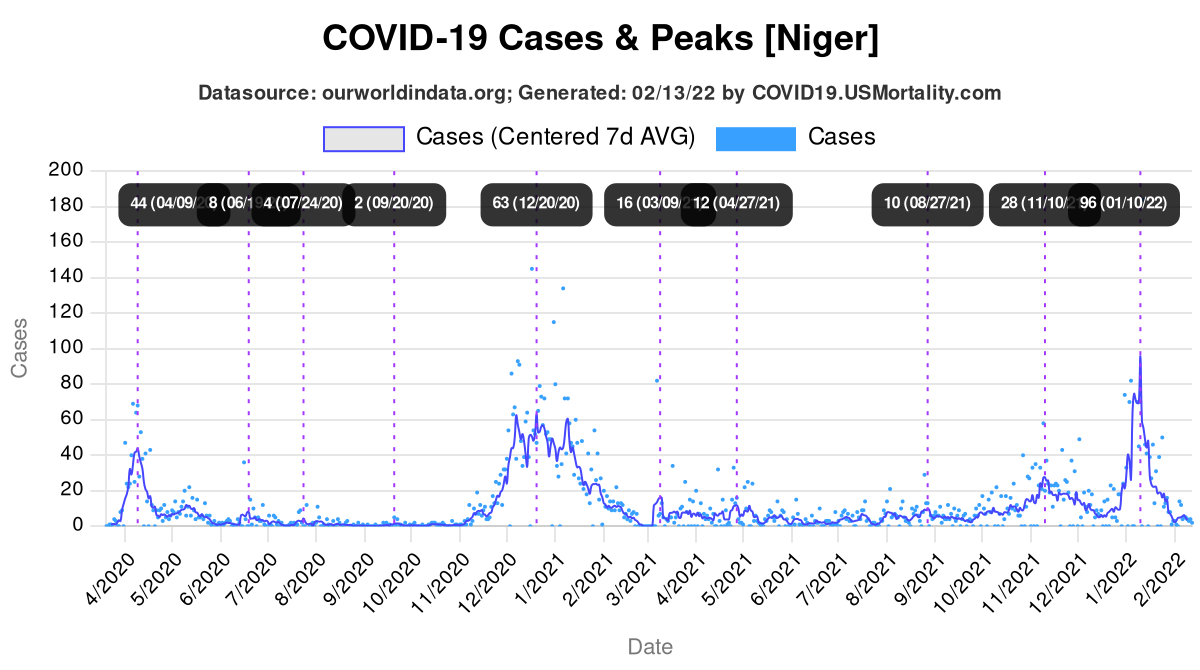 COVID-19 Cases & Peaks [Niger]
Datasource: ourworldindata.org; Generated: 02/13/22 by COVID19.USMortality.com
Cases (Centered 7d AVG) Cases
200
180
160
140
120
100
80
60
40
20
0
Cases
44 (04/09/ 8 (06/19 4 (07/24/20) 2 (09/20/20) 63 (12/20/20) 16 (03/09/ 12 (04/27/21) 10 (08/27/21) 28 (11/10/ 96 (01/10/22)
4/2020 5/2020 6/2020 7/2020 8/2020 9/2020 10/2020 11/2020 12/2020 1/2021 2/2021 3/2021 4/2021 5/2021 6/2021 7/2021 8/2021 9/2021 10/2021 11/2021 12/2021 1/2022 2/2022
Date